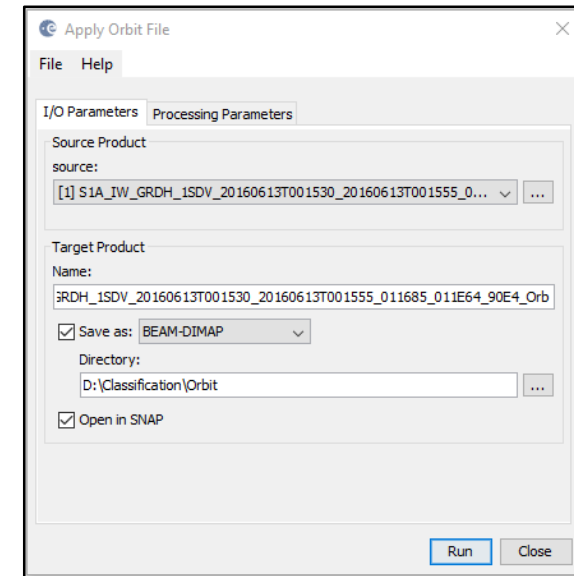 Apply Orbit File
File Help
I/O Parameters Processing Parameters
Source Product
source:
[1] S1A_IW_GRDH_1SDV_20160613T001530_20160613T001555_0... ...
Target Product
Name:
GRDH_1SDV_20160613T001530_20160613T001555_011685_011E64_90E4_Orb
Save as: BEAM-DIMAP
Directory:
D:\Classification\Orbit ...
Open in SNAP
Run Close